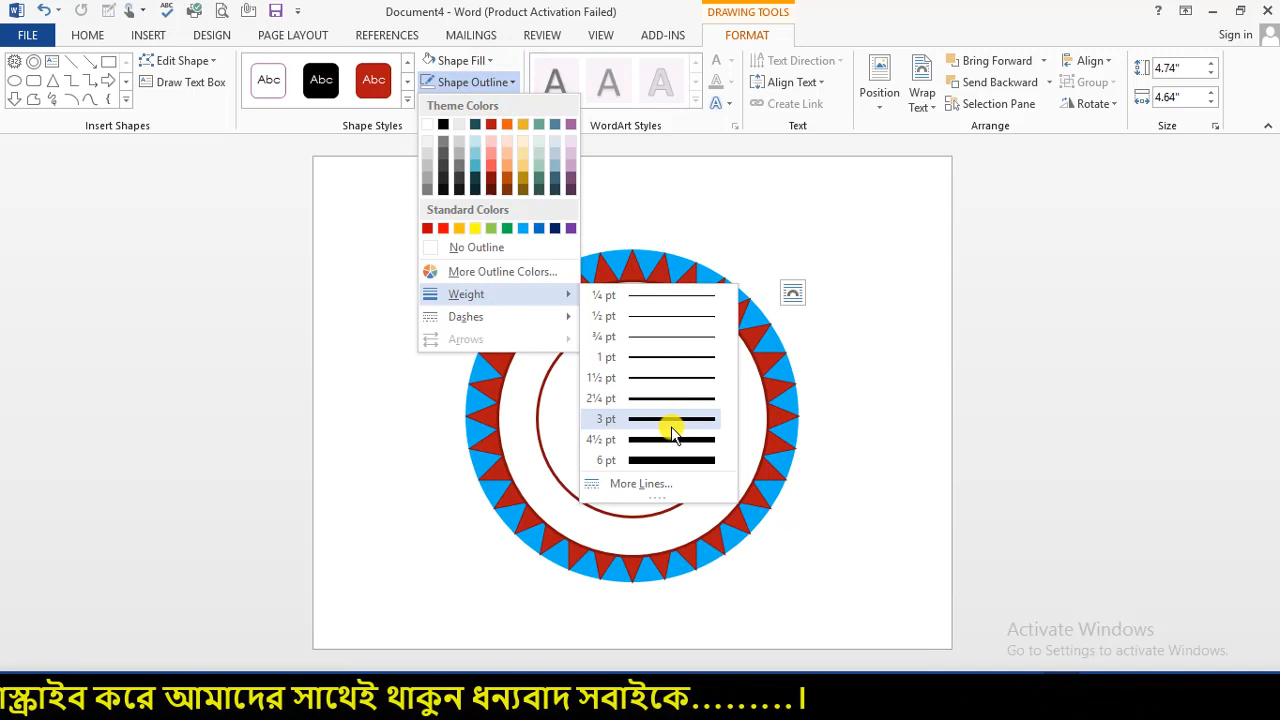 Document4 - Word (Product Activation Failed)
DRAWING TOOLS
?
FILE HOME INSERT DESIGN PAGE LAYOUT REFERENCES MAILINGS REVIEW VIEW ADD-INS FORMAT Sign in
Edit Shape
Draw Text Box
Insert Shapes
Abc Abc Abc
Shape Fill
Shape Outline
Shape Styles
A A A
WordArt Styles
Text Direction
Align Text
Create Link
Text
Position
Wrap Text
Bring Forward
Send Backward
Selection Pane
Align
Group
Rotate
Arrange
4.74"
4.64"
Size
Theme Colors
Standard Colors
No Outline
More Outline Colors...
Weight
Dashes
Arrows
¼ pt
½ pt
¾ pt
1 pt
1½ pt
2¼ pt
3 pt
4½ pt
6 pt
More Lines...
Activate Windows
Go to Settings to activate Windows.
স্ক্রাইব করে আমাদের সাথেই থাকুন ধন্যবাদ সবাইকে.........।